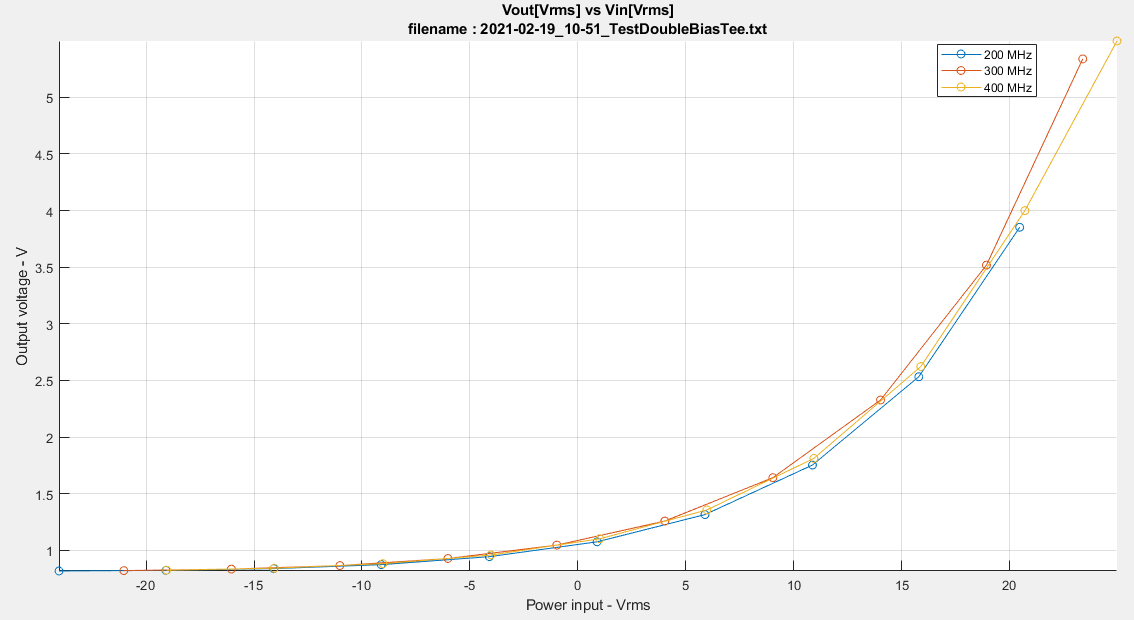 Vout[Vrms] vs Vin[Vrms]
filename : 2021-02-19_10-51_TestDoubleBiasTee.txt
200 MHz
300 MHz
400 MHz
Output voltage - V
5
4.5
4
3.5
3
2.5
2
1.5
1
-20
-15
-10
-5
0
5
10
15
20
Power input - Vrms